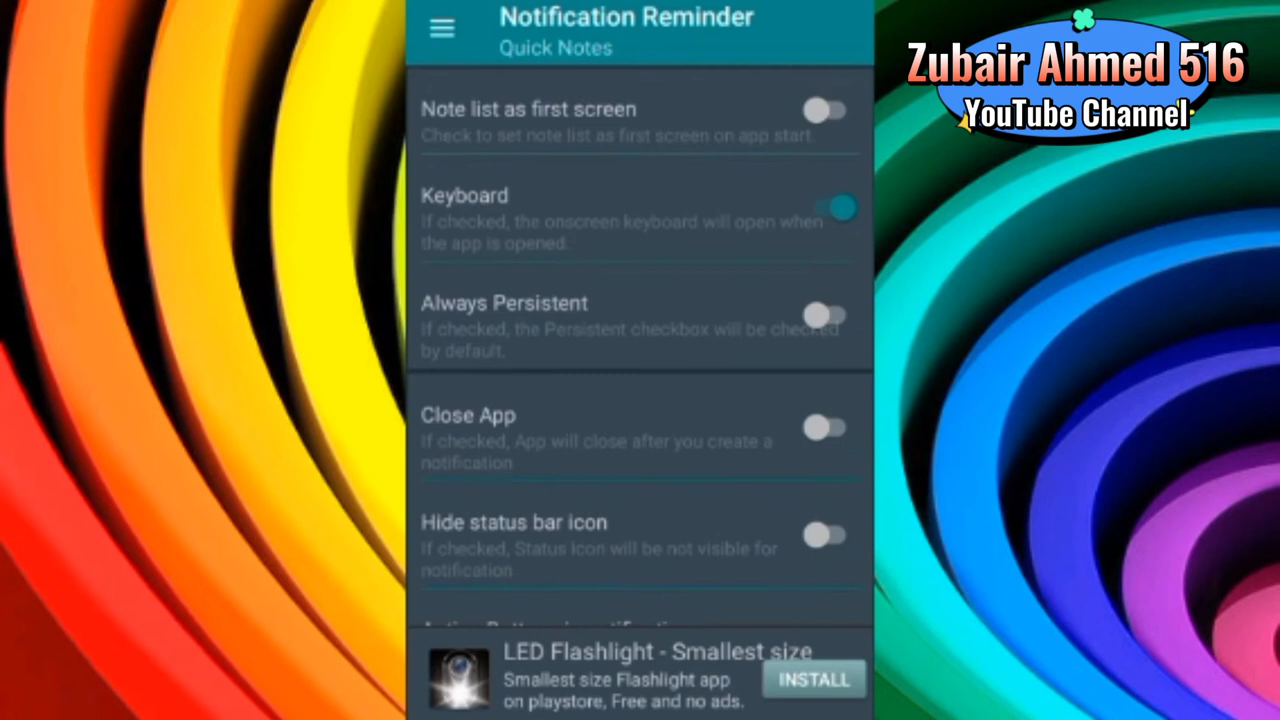 Notification Reminder
Quick Notes
Zubair Ahmed 516
YouTube Channel
Note list as first screen
Check to set note list as first screen on app start.
Keyboard
If checked, the onscreen keyboard will open when
the app is opened.
Always Persistent
If checked, the Persistent checkbox will be checked
by default.
Close App
If checked, App will close after you create a
notification
Hide status bar icon
If checked, Status Icon will be not visible for
notification
LED Flashlight - Smallest size
Smallest size Flashlight app
on playstore, Free and no ads.
INSTALL